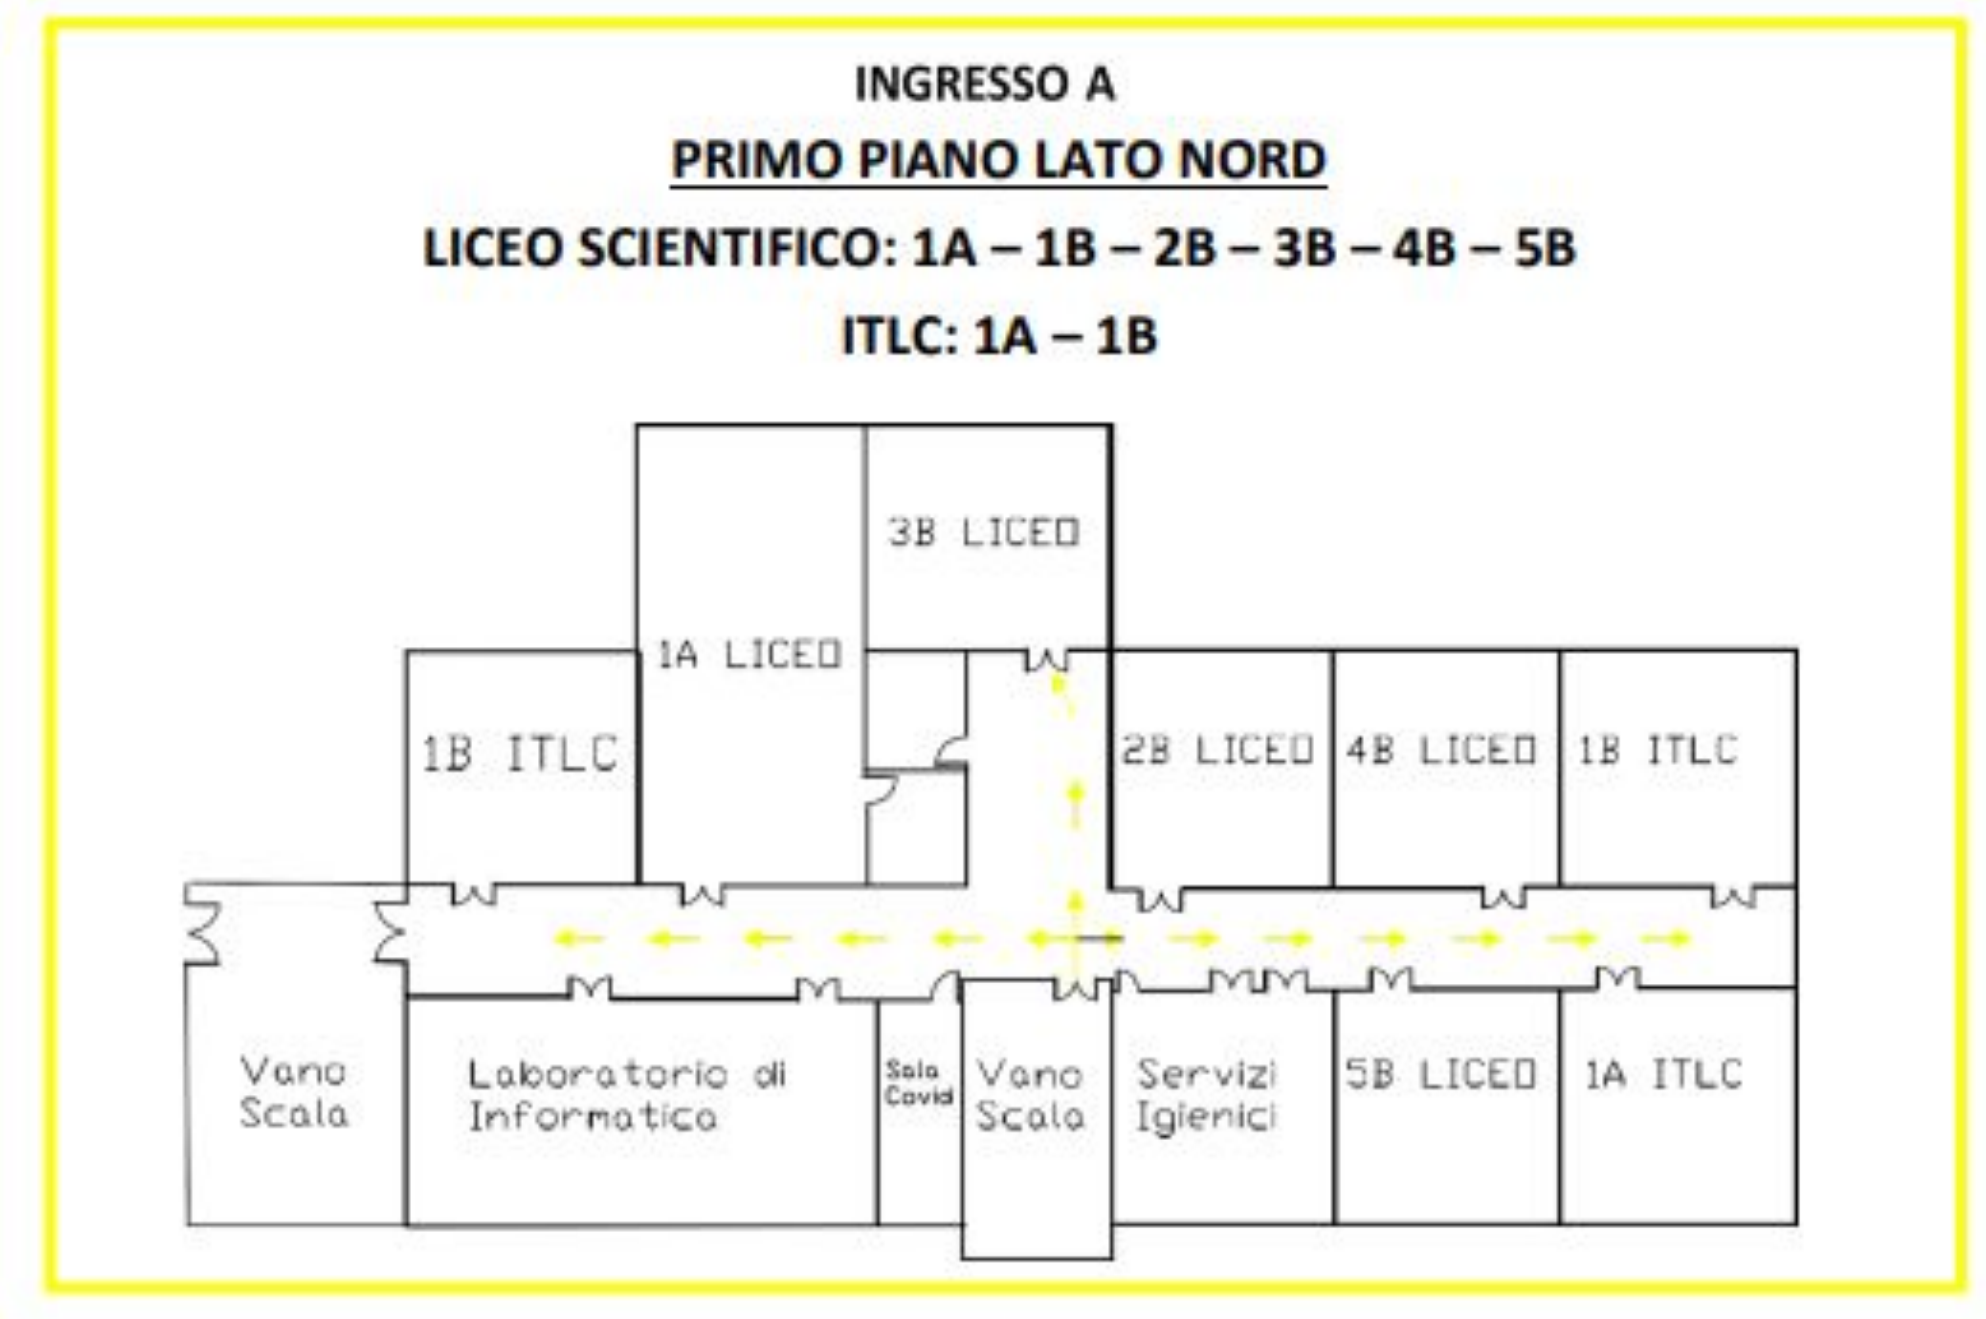 INGRESSO A
PRIMO PIANO LATO NORD
LICEO SCIENTIFICO: 1A – 1B – 2B – 3B – 4B – 5B
ITLC: 1A – 1B
3B LICEO
1A LICEO
1B ITLC
2B LICEO
4B LICEO
1B ITLC
Vano
Scala
Laboratorio di
Informatica
Sala
Covid
Vano
Scala
Servizi
Igienici
5B LICEO
1A ITLC